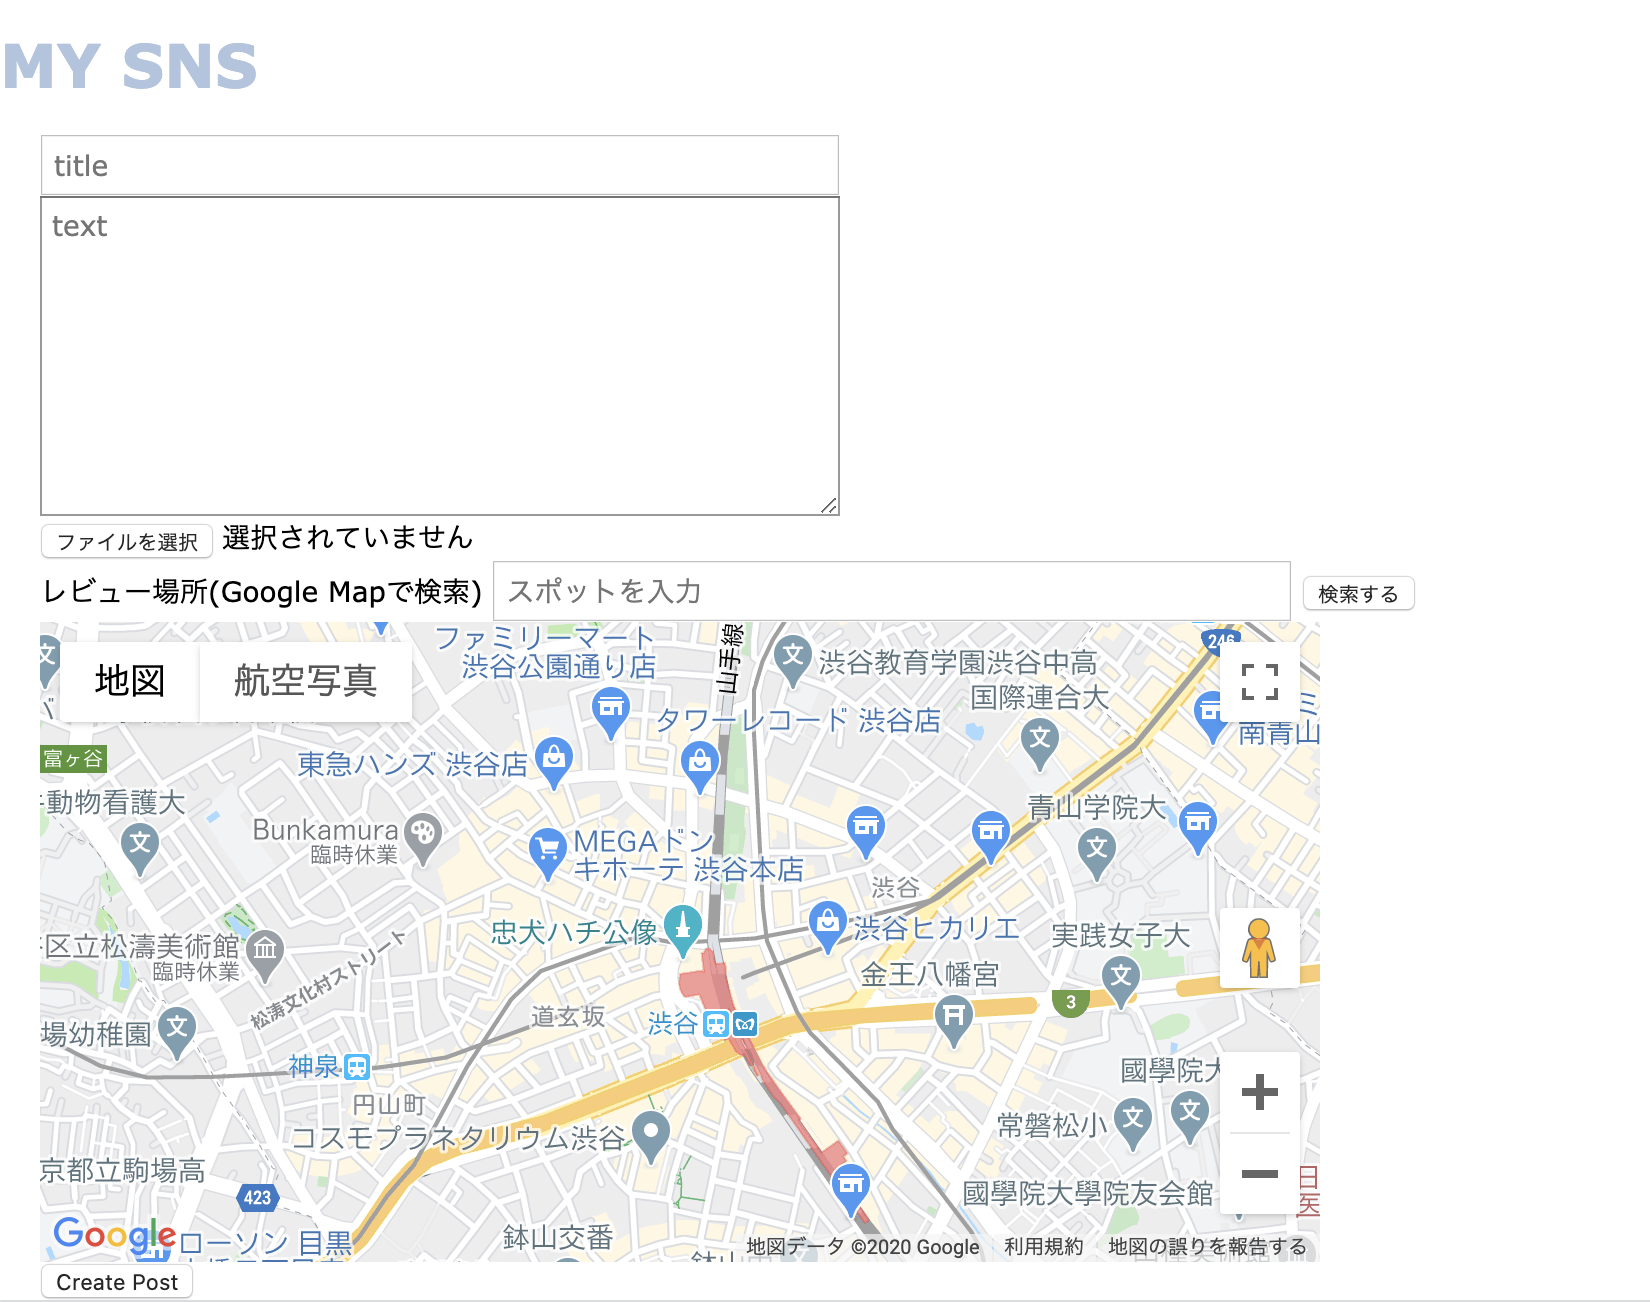 MY SNS
title
text
ファイルを選択 選択されていません
レビュー場所(Google Mapで検索) スポットを入力 検索する
地図 航空写真
ファミリーマート
渋谷公園通り店
山手線
渋谷教育学園渋谷中高
246
国際連合大
タワーレコード 渋谷店
南青山
富ヶ谷
東急ハンズ 渋谷店
動物看護大
青山学院大
Bunkamura
臨時休業
MEGAドン
キホーテ 渋谷本店
渋谷
忠犬ハチ公像
渋谷ヒカリエ
実践女子大
区立松濤美術館
臨時休業
松涛文化村ストリート
金王八幡宮
3
道玄坂
渋谷
場幼稚園
神泉
國學院大
円山町
常磐松小
コスモプラネタリウム渋谷
京都立駒場高
423
國學院大學院友会館
日
医
Google
ローソン 目黒
鉢山交番
地図データ ©2020 Google 利用規約 地図の誤りを報告する
Create Post